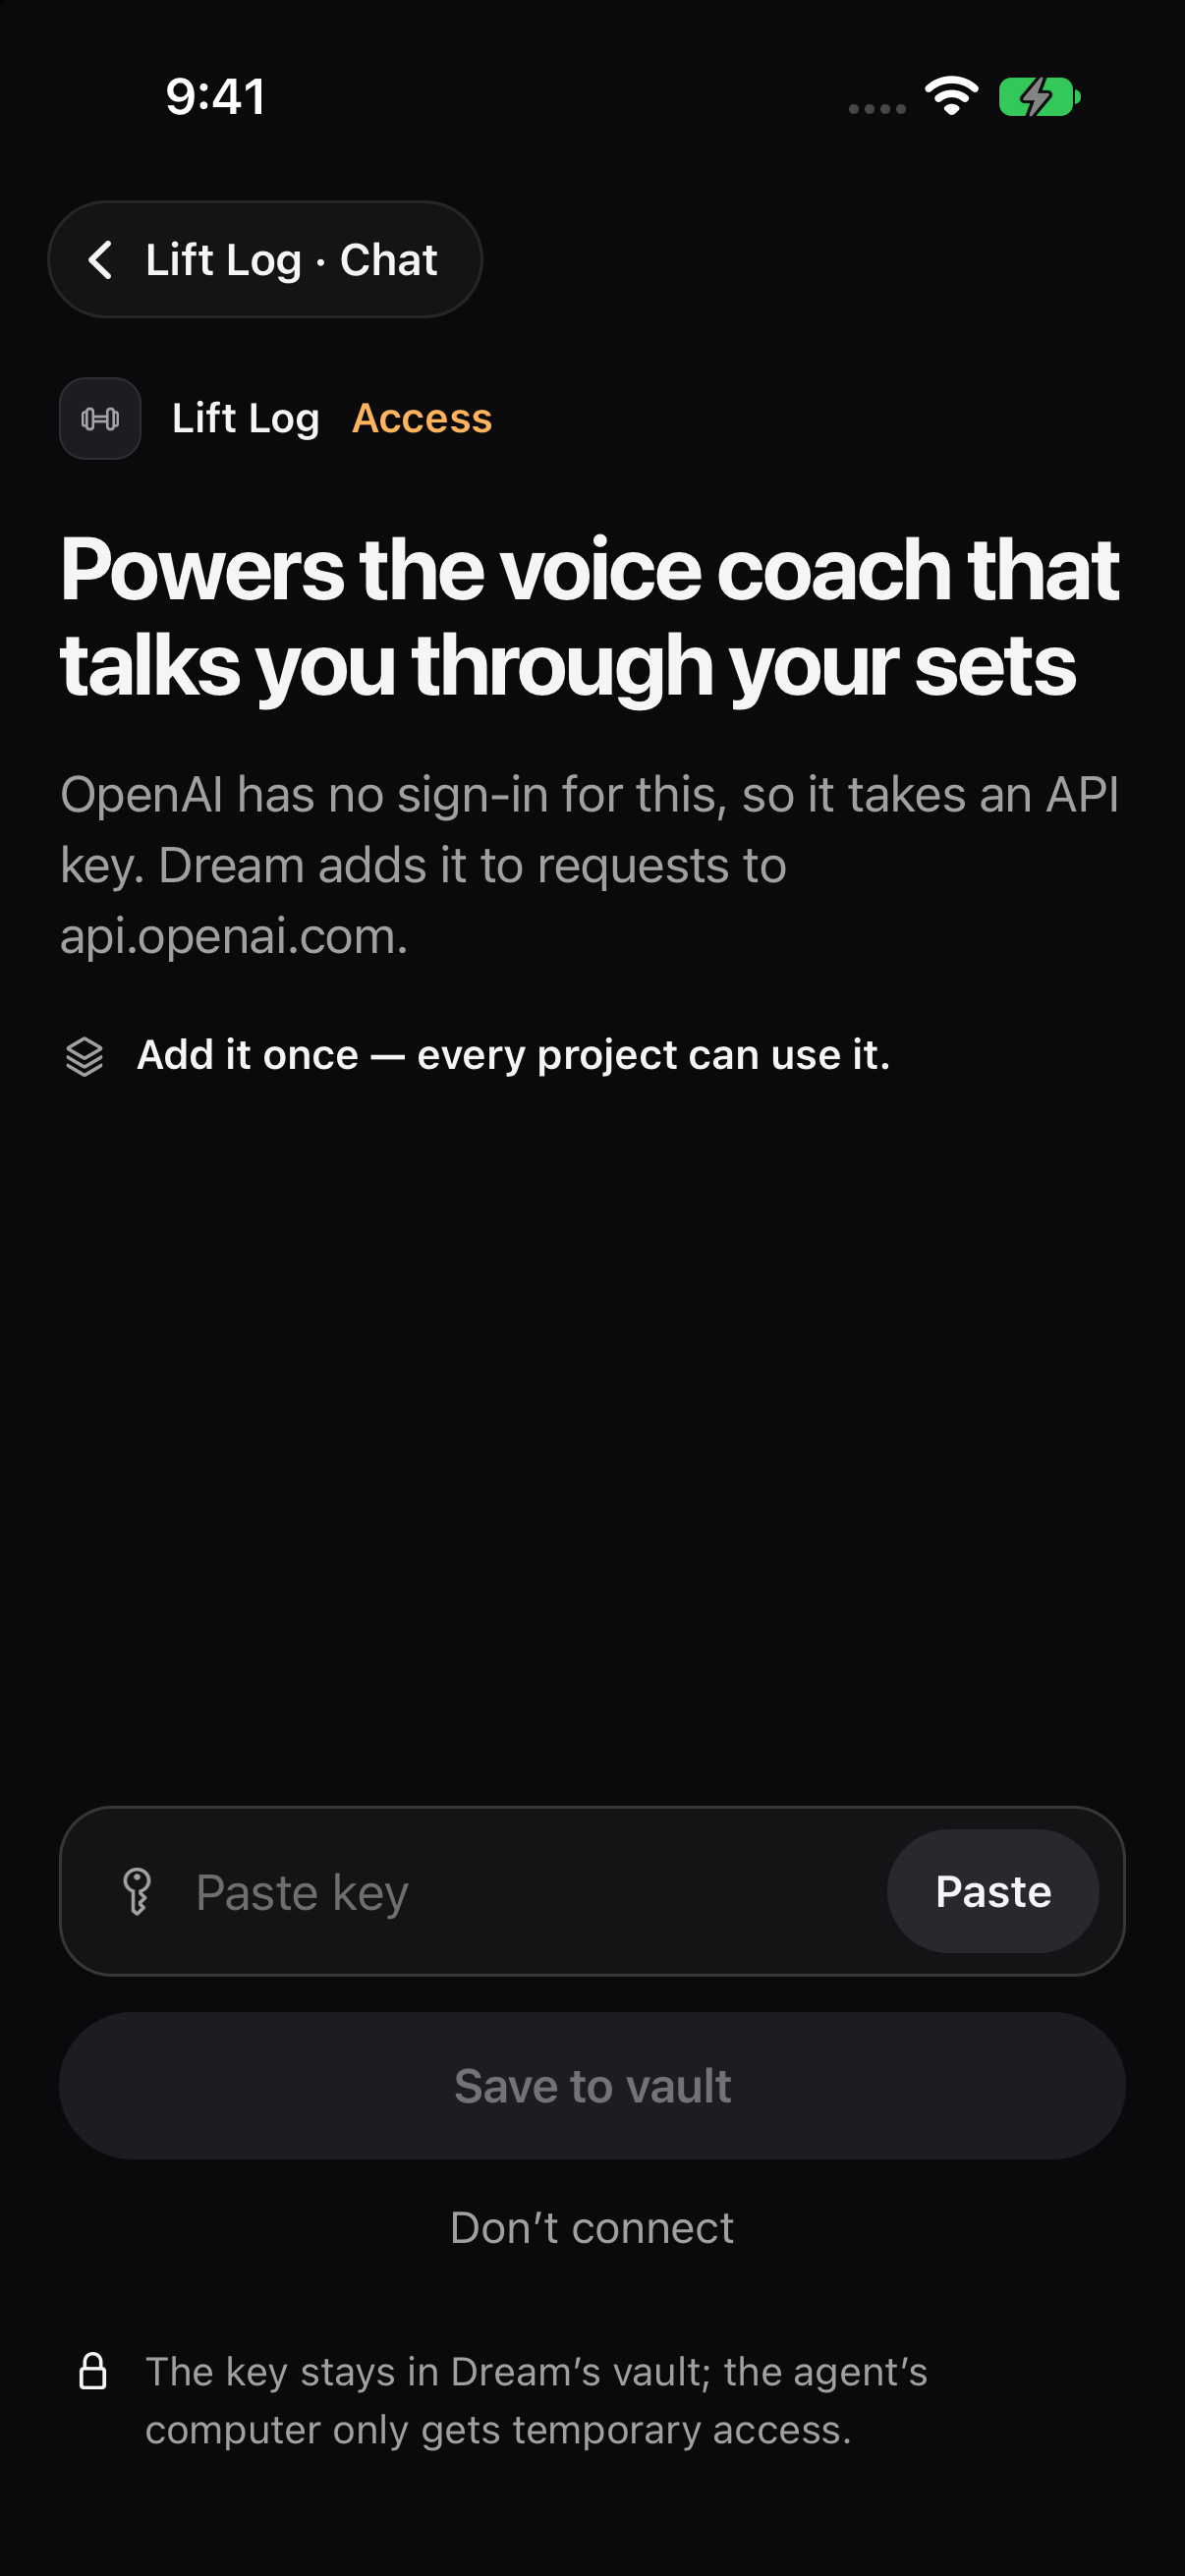 9:41
Lift Log · Chat
Lift Log Access
Powers the voice coach that
talks you through your sets
OpenAI has no sign-in for this, so it takes an API
key. Dream adds it to requests to
api.openai.com.
Add it once — every project can use it.
Paste key
Paste
Save to vault
Don’t connect
The key stays in Dream’s vault; the agent’s
computer only gets temporary access.